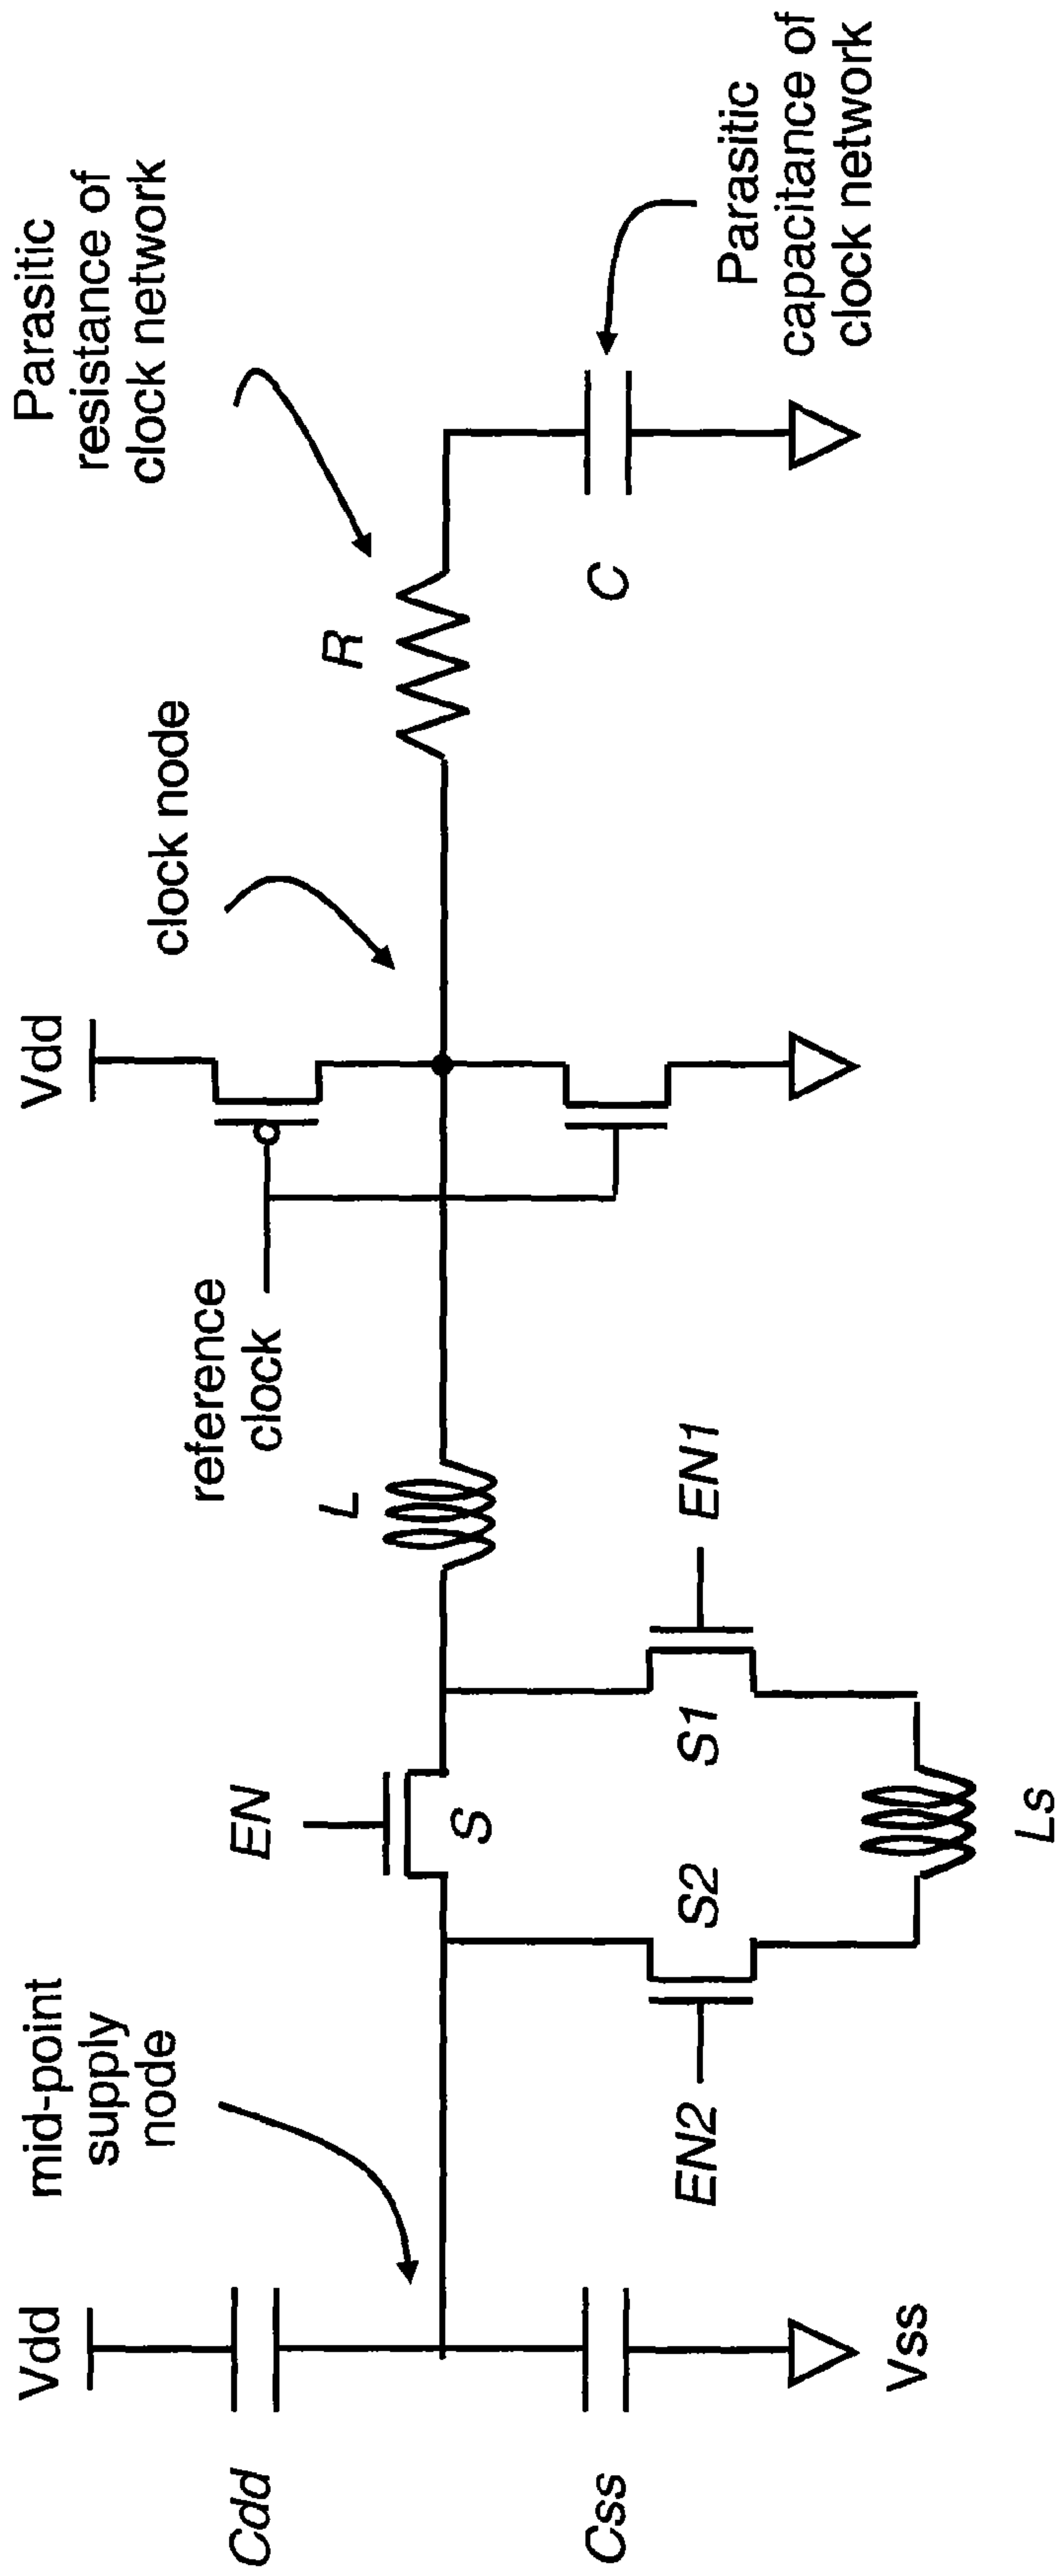 Vdd
mid-point
supply
node
EN
reference
clock
Vdd
clock node
Parasitic
resistance of
clock network
L
R
Cdd
S
Css
C
Parasitic
capacitance of
clock network
EN2
S2
S1
EN1
Vss
Ls